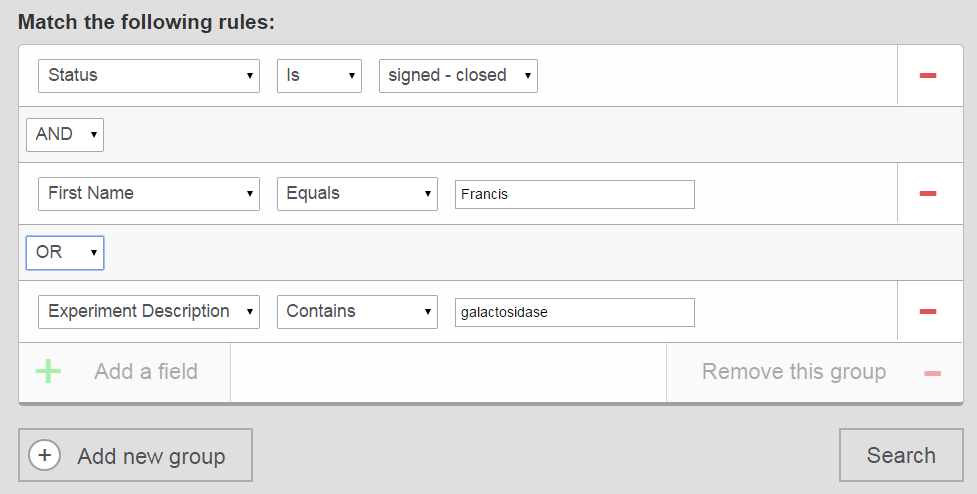 Match the following rules:
Status Is signed - closed
AND
First Name Equals Francis
OR
Experiment Description Contains galactosidase
Add a field Remove this group
Add new group Search